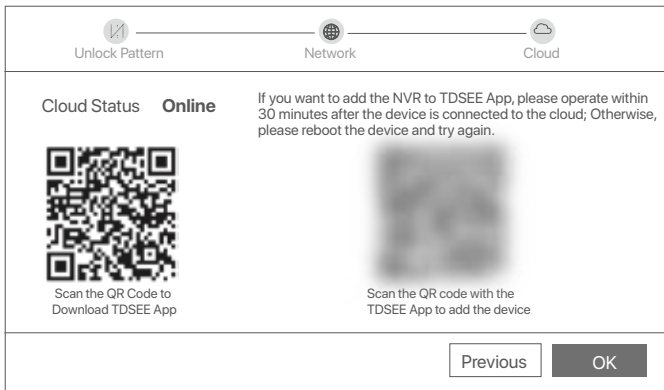 Unlock Pattern
Network
Cloud
Cloud Status Online
If you want to add the NVR to TDSEE App, please operate within
30 minutes after the device is connected to the cloud; Otherwise,
please reboot the device and try again.
Scan the QR Code to
Download TDSEE App
Scan the QR code with the
TDSEE App to add the device
Previous
OK